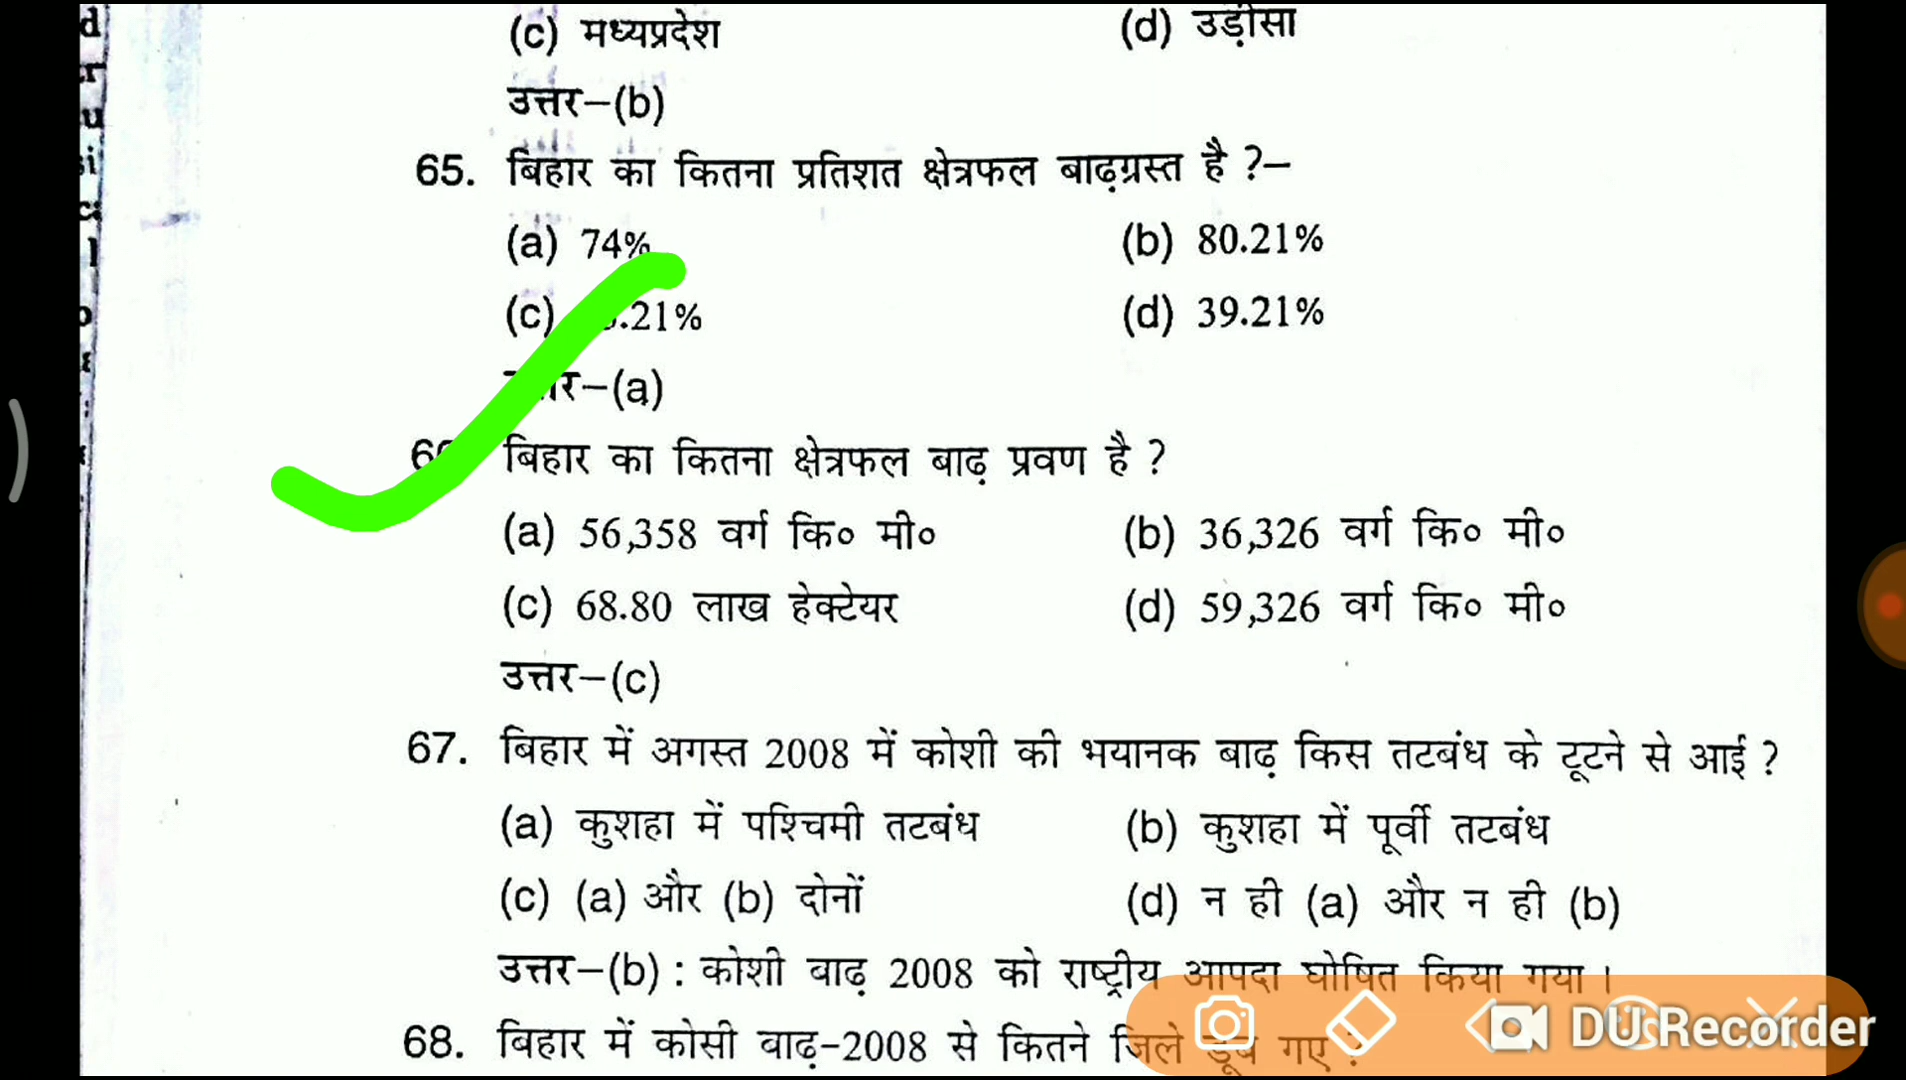 (c) मध्यप्रदेश (d) उड़ीसा
उत्तर–(b)
65. बिहार का कितना प्रतिशत क्षेत्रफल बाढ़ग्रस्त है ?–
(a) 74% (b) 80.21%
(c) .21% (d) 39.21%
–(a)
बिहार का कितना क्षेत्रफल बाढ़ प्रवण है ?
(a) 56,358 वर्ग कि० मी० (b) 36,326 वर्ग कि० मी०
(c) 68.80 लाख हेक्टेयर (d) 59,326 वर्ग कि० मी०
उत्तर–(c)
67. बिहार में अगस्त 2008 में कोशी की भयानक बाढ़ किस तटबंध के टूटने से आई ?
(a) कुशहा में पश्चिमी तटबंध (b) कुशहा में पूर्वी तटबंध
(c) (a) और (b) दोनों (d) न ही (a) और न ही (b)
उत्तर–(b) : कोशी बाढ़ 2008 को राष्ट्रीय आपदा घोषित किया गया ।
68. बिहार में कोसी बाढ़–2008 से कितने जिले डूब गए ?
DU Recorder